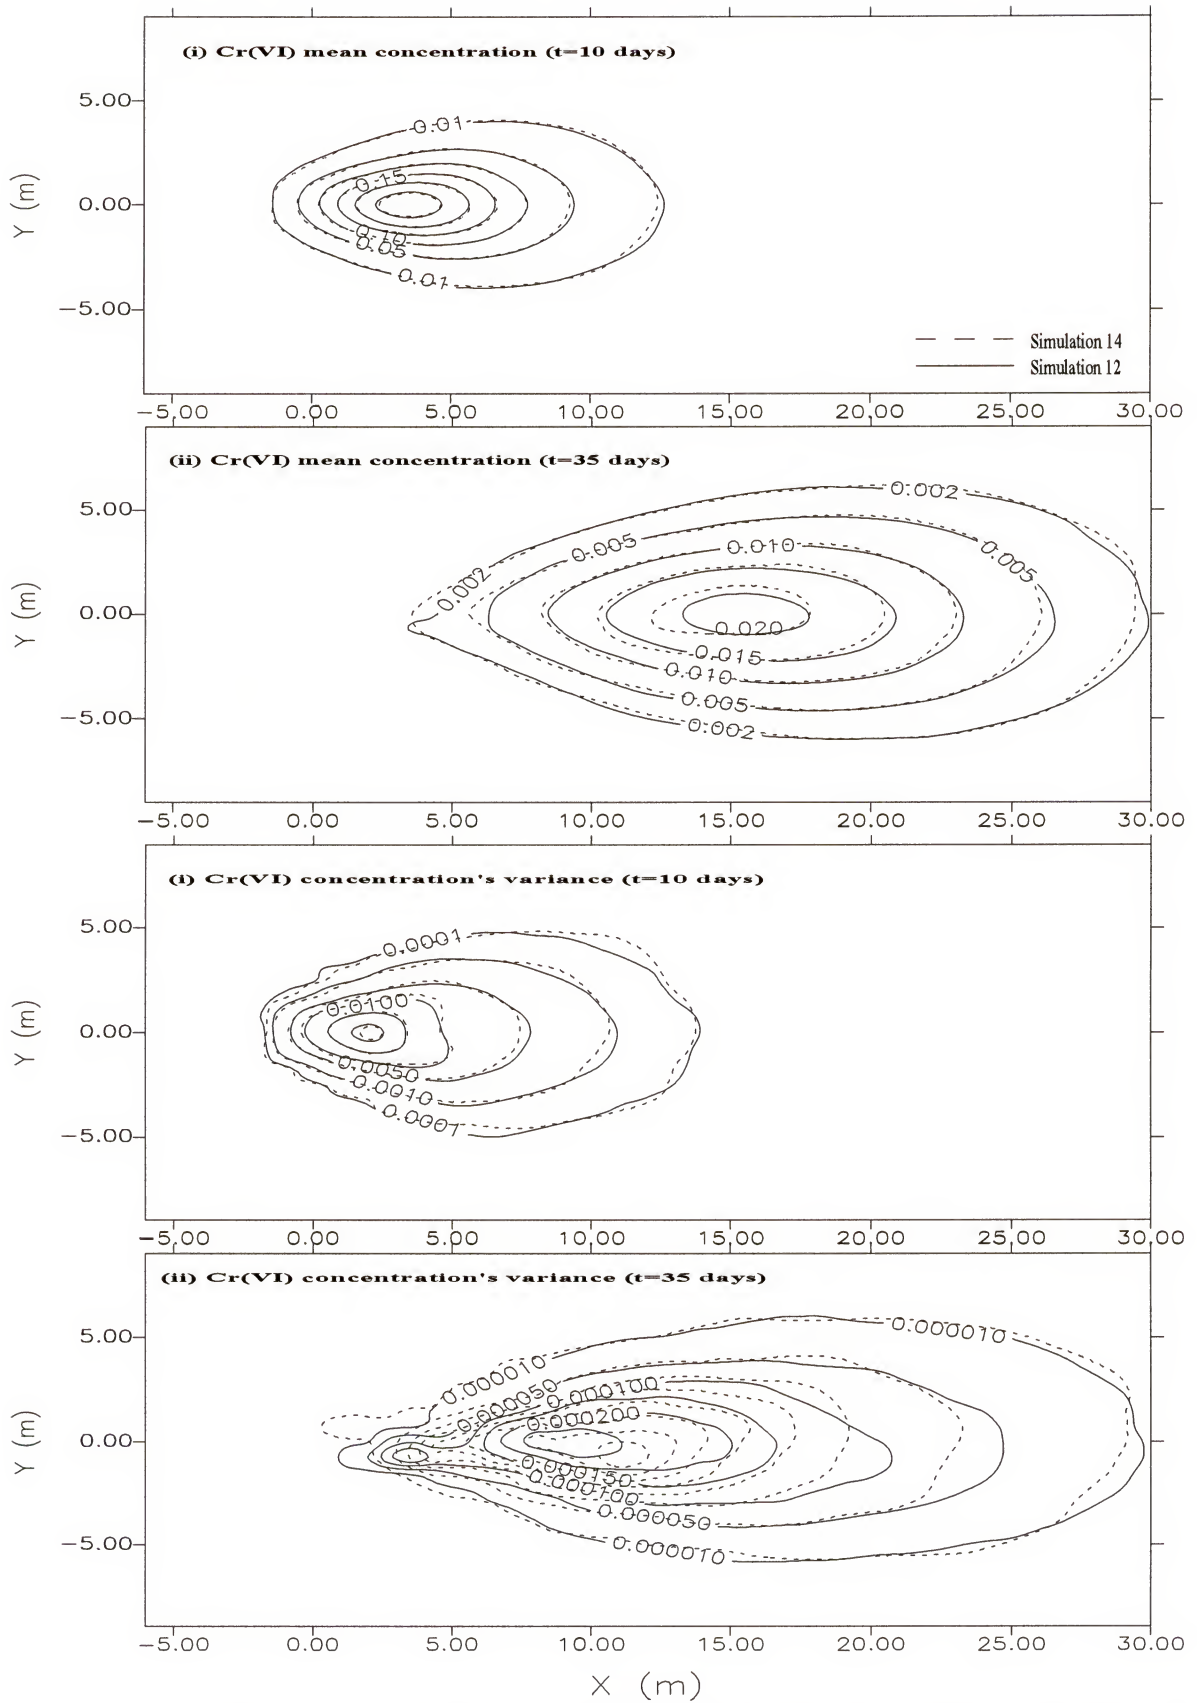 (i) Cr(VI) mean concentration (t=10 days)
5.00
0.01
0.15
Y (m)
0.00
0.10
0.05
0.01
-5.00
Simulation 14
Simulation 12
-5.00 0.00 5.00 10.00 15.00 20.00 25.00 30.00
(ii) Cr(VI) mean concentration (t=35 days)
0.002
5.00
0.005 0.010 0.005
0.002
Y (m)
0.00
0.020
0.015
0.010
0.005
0.002
-5.00
-5.00 0.00 5.00 10.00 15.00 20.00 25.00 30.00
(i) Cr(VI) concentration's variance (t=10 days)
5.00
0.0001
0.0100
Y (m)
0.00
0.0050
0.0010
0.0001
-5.00
-5.00 0.00 5.00 10.00 15.00 20.00 25.00 30.00
(ii) Cr(VI) concentration's variance (t=35 days)
5.00
0.000010
0.000010
0.000050 0.000100
0.000200
Y (m)
0.00
0.000150
0.000100
0.000050
0.000010
-5.00
-5.00 0.00 5.00 10.00 15.00 20.00 25.00 30.00
X (m)